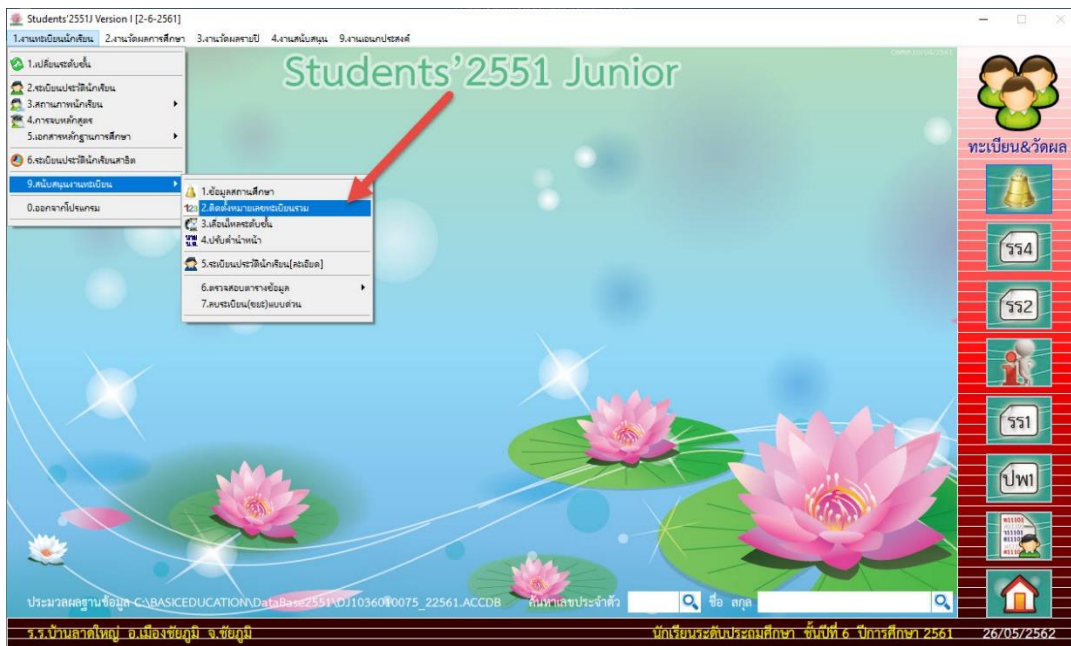 Students'2551J Version I [2-6-2561]
1.งานทะเบียนนักเรียน 2.งานวัดผลการศึกษา 3.งานวัดผลรายปี 4.งานสนับสนุน 9.งานเอนกประสงค์
Students'2551 Junior
1.เปลี่ยนระดับชั้น
2.ระเบียนประวัตินักเรียน
3.สถานภาพนักเรียน
4.การจบหลักสูตร
5.เอกสารหลักฐานการศึกษา
6.ระเบียนประวัตินักเรียนสาธิต
9.สนับสนุนงานทะเบียน
0.ออกจากโปรแกรม
1.ข้อมูลสถานศึกษา
2.ติดตั้งหมายเลขทะเบียนรวม
3.เลื่อนไหลระดับชั้น
4.ปรับคำนำหน้า
5.ระเบียนประวัตินักเรียน[ละเอียด]
6.ตรวจสอบตารางข้อมูล
7.ลบระเบียน(ขยะ)แบบด่วน
ทะเบียน&วัดผล
รร4
รร2
รร1
ปพ1
ประมวลผลฐานข้อมูล C:\BASICEDUCATION\DataBase2551\DJ1036010075_22561.ACCDB ค้นหาเลขประจำตัว ชื่อ สกุล
ร.ร.บ้านลาดใหญ่ อ.เมืองชัยภูมิ จ.ชัยภูมิ นักเรียนระดับประถมศึกษา ชั้นปีที่ 6 ปีการศึกษา 2561 26/05/2562